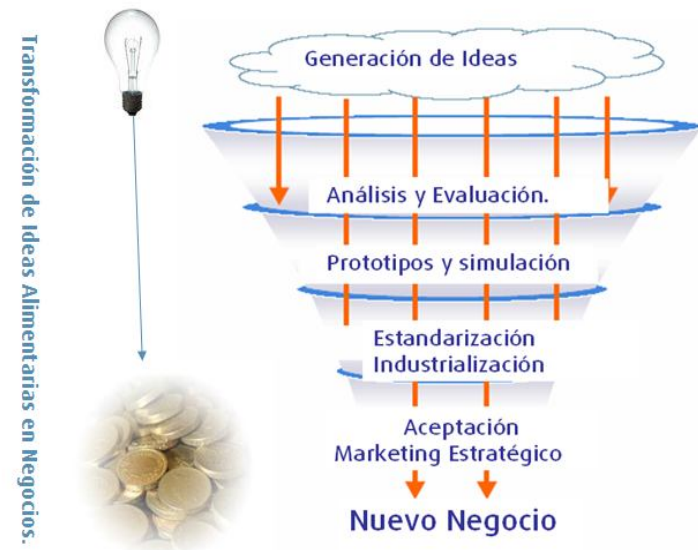 Transformación de Ideas Alimentarias en Negocios.
Generación de Ideas
Análisis y Evaluación.
Prototipos y simulación
Estandarización
Industrialización
Aceptación
Marketing Estratégico
Nuevo Negocio